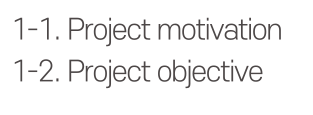 1-1. Project motivation
1-2. Project objective